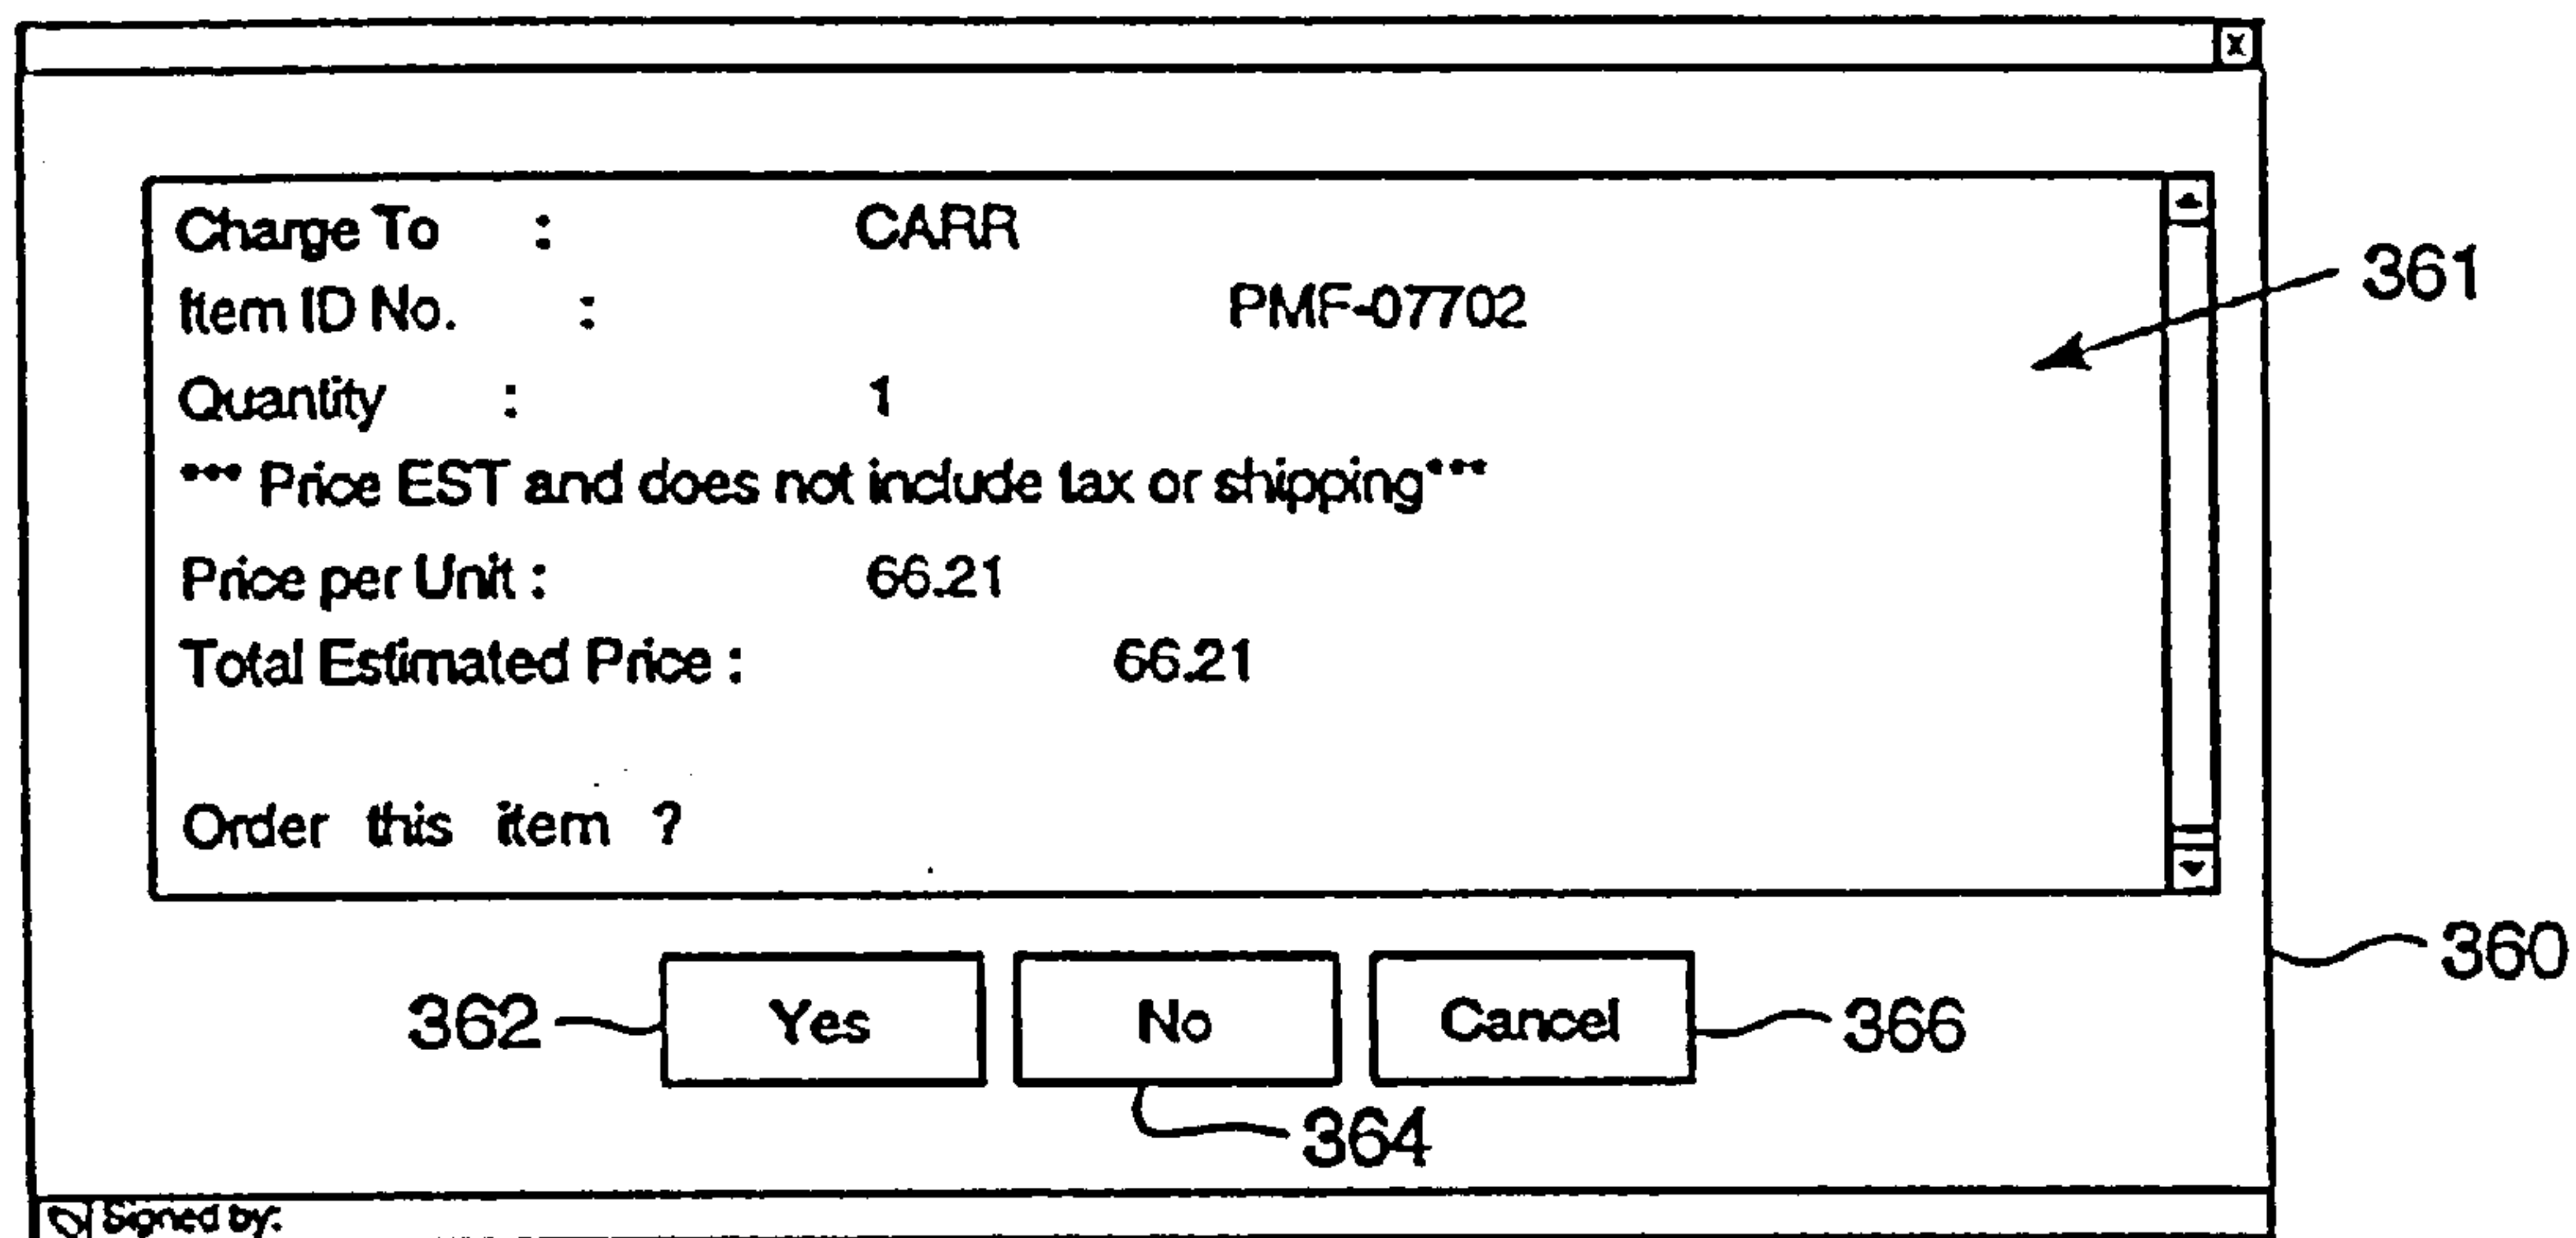 X
Charge To : CARR
Item ID No. : PMF-07702
361
Quantity : 1
*** Price EST and does not include tax or shipping***
Price per Unit : 66.21
Total Estimated Price : 66.21
Order this item ?
360
362 Yes No Cancel 366
364
Signed by: